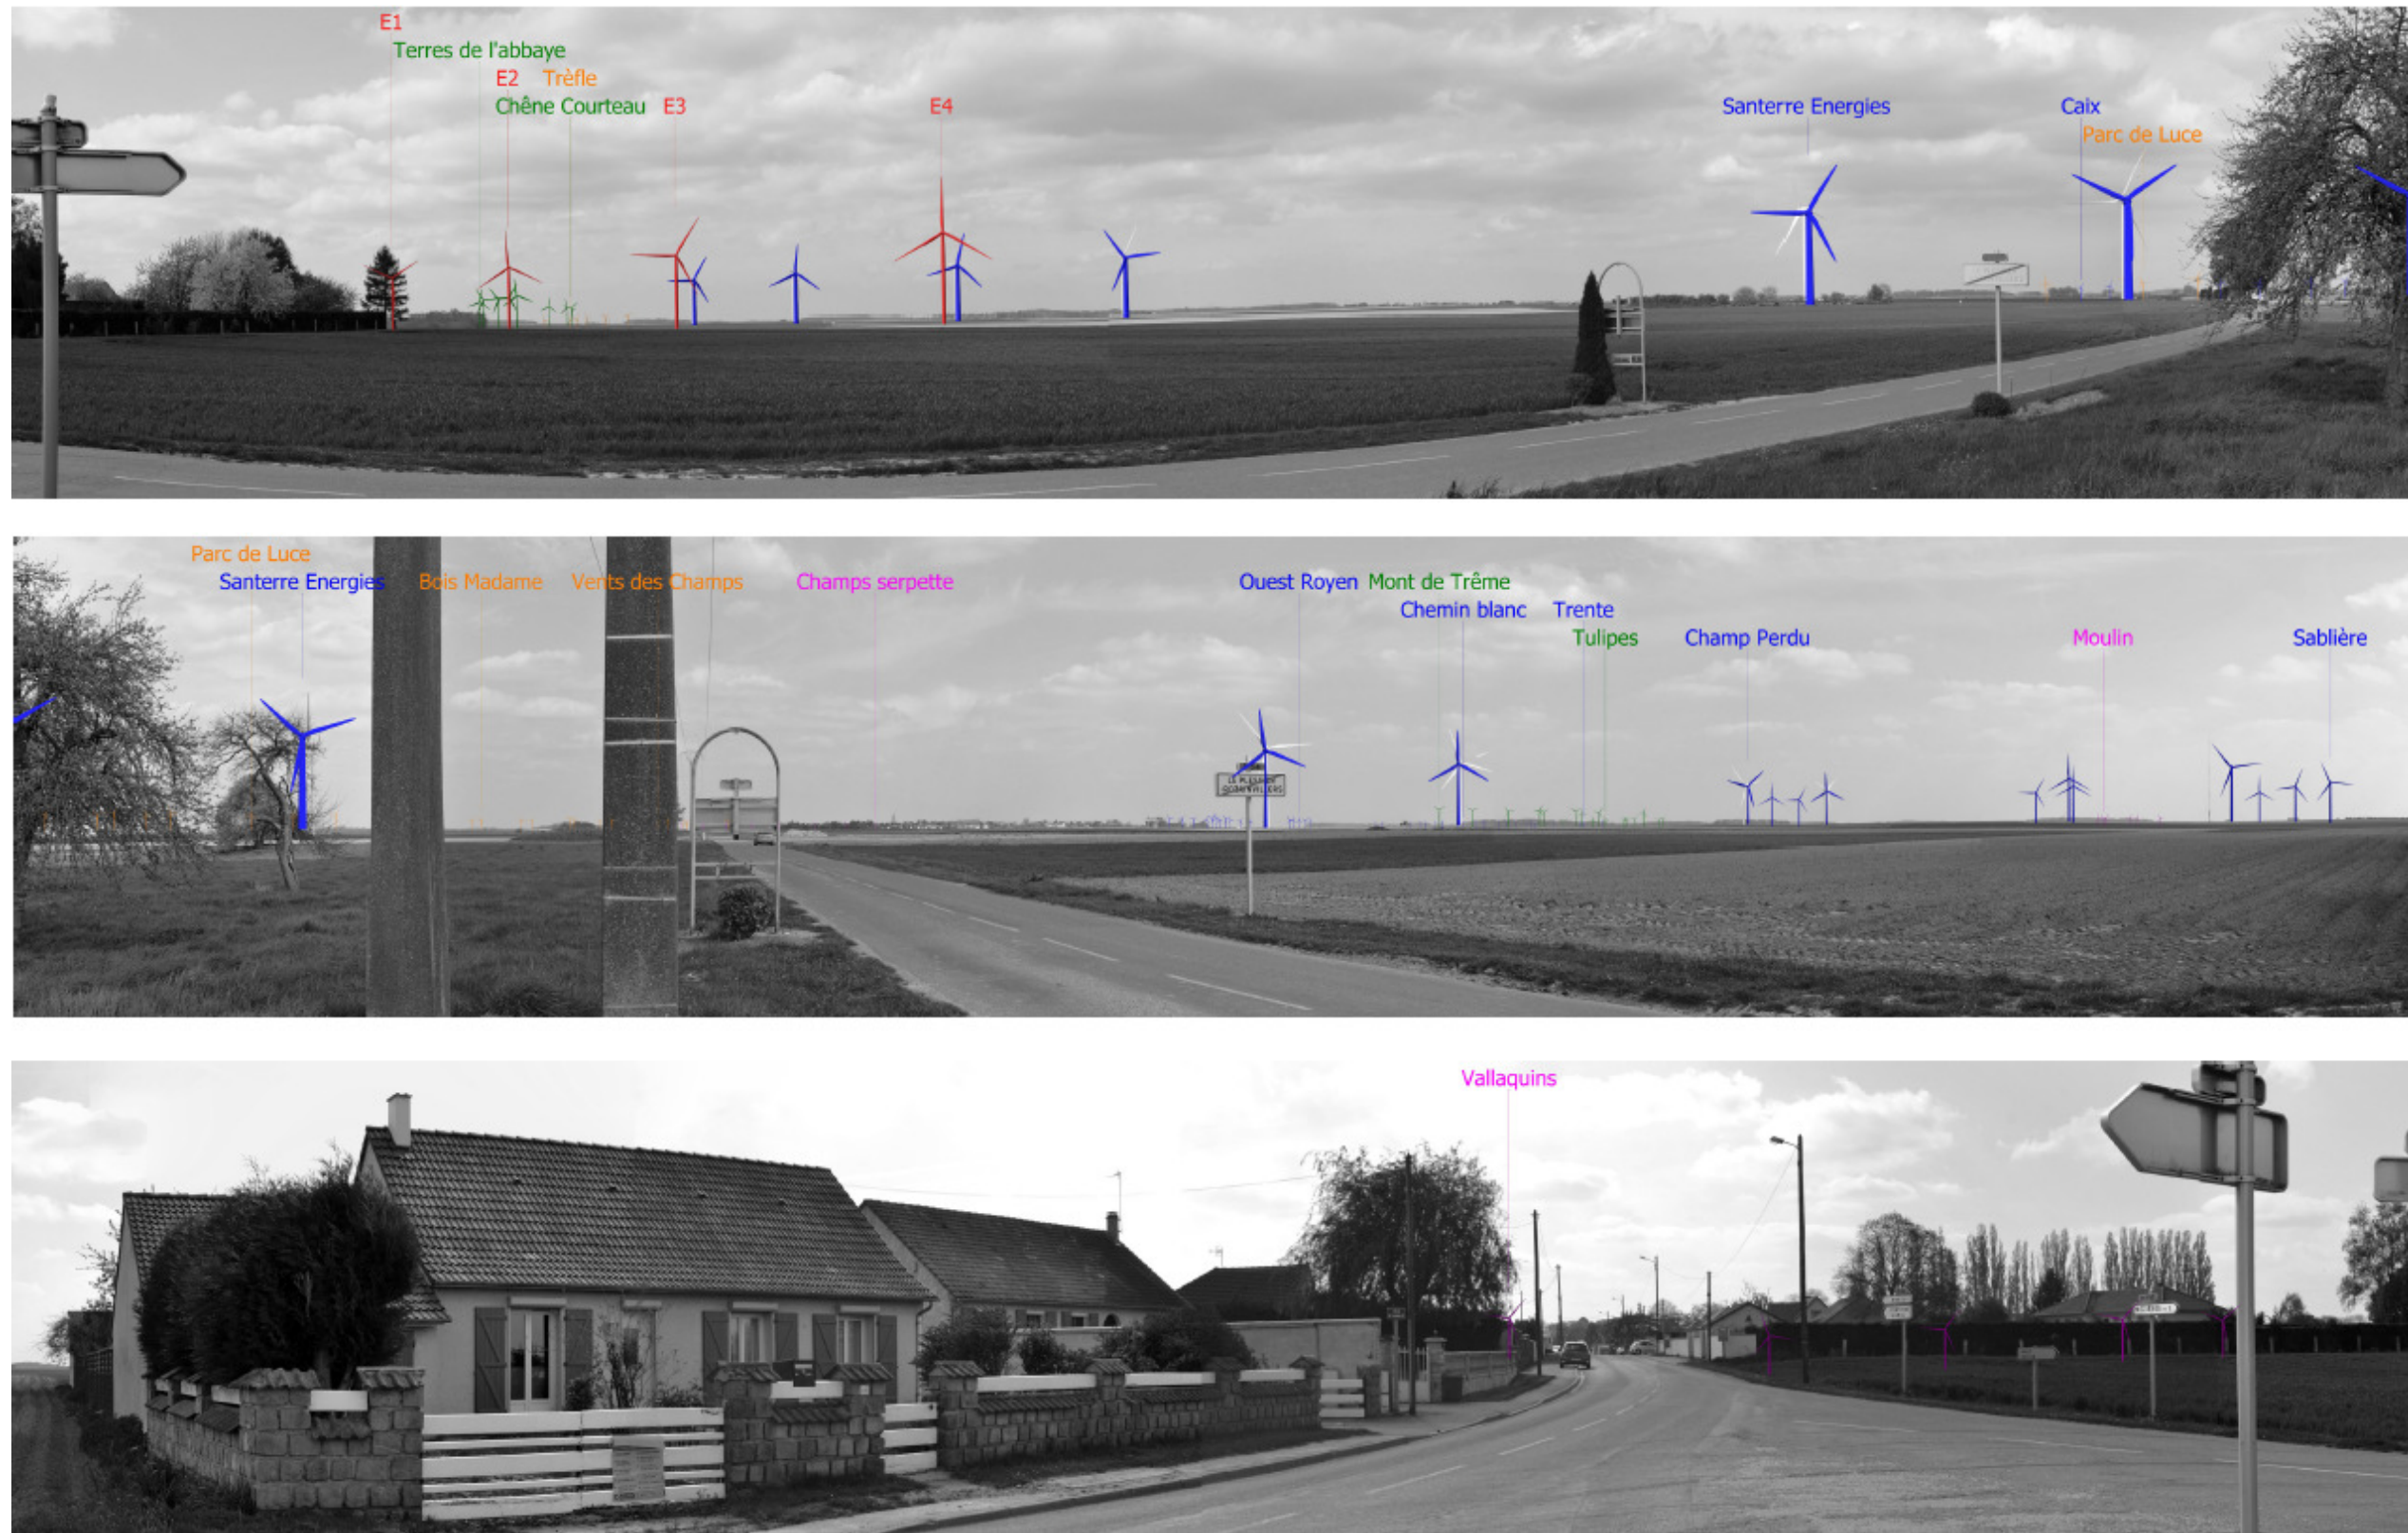 E1
Terres de l'abbaye
E2 Trèfle
Chêne Courteau E3 E4 Santerre Energies Caix
Parc de Luce
Parc de Luce
Santerre Energies Bois Madame Vents des Champs Champs serpette Ouest Royen Mont de Trême
Chemin blanc Trente
Tulipes Champ Perdu Moulin Sablière
Vallaquins